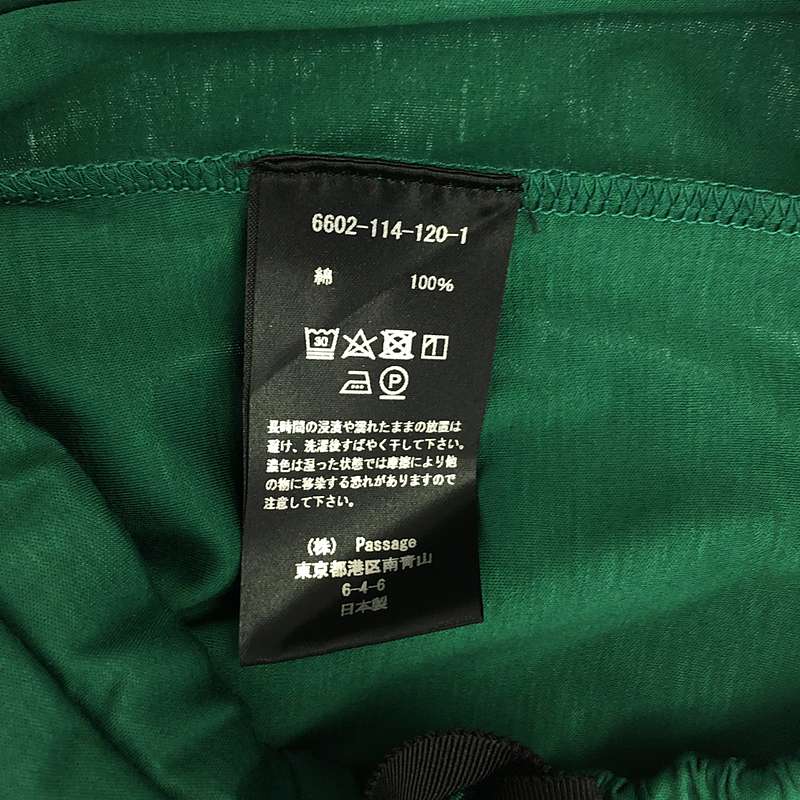 6602-114-120-1
綿 100%
30
P
長時間の浸漬や濡れたままの放置は
避け、洗濯後すばやく干して下さい。
濃色は湿った状態では摩擦により他
の物に移染する恐れがありますので
注意して下さい。
(株) Passage
東京都港区南青山
6-4-6
日本製